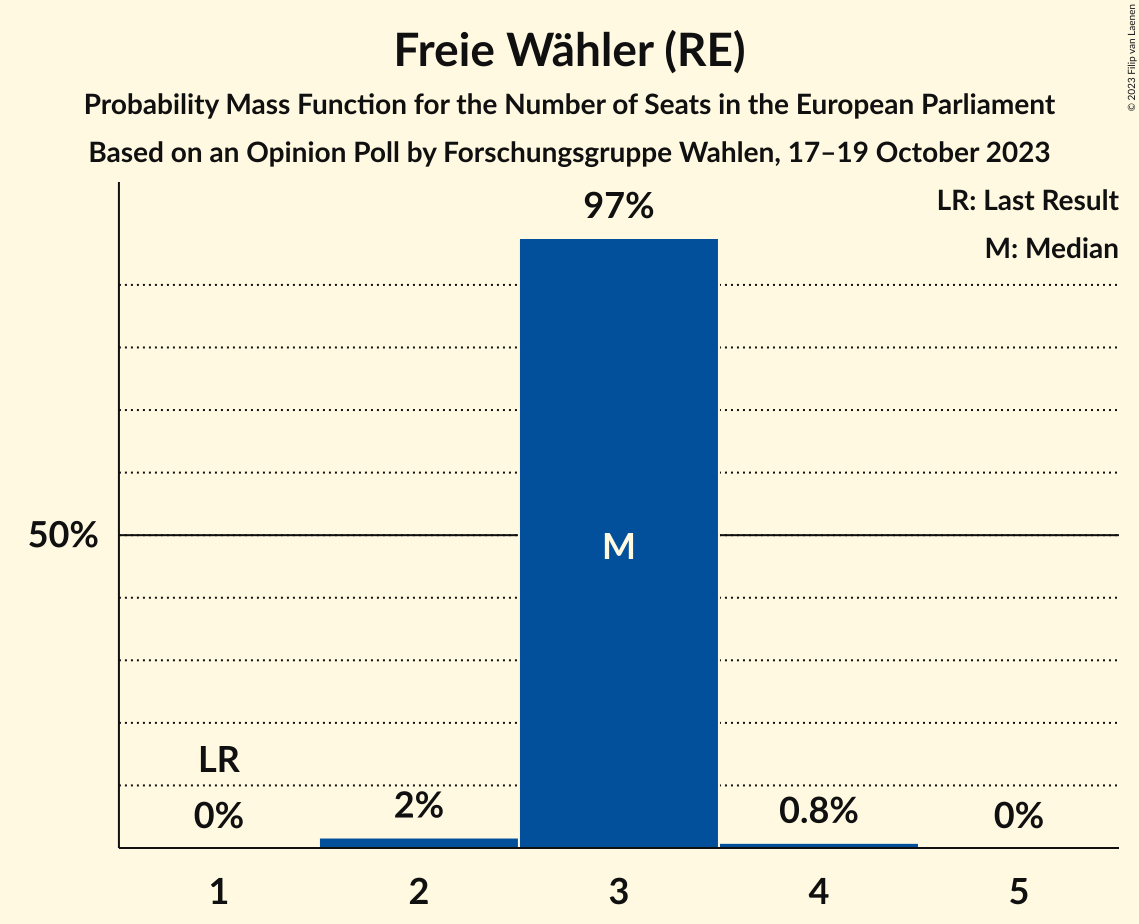 Freie Wähler (RE)
Probability Mass Function for the Number of Seats in the European Parliament
Based on an Opinion Poll by Forschungsgruppe Wahlen, 17–19 October 2023
© 2023 Filip van Laenen
LR: Last Result
M: Median
97%
50%
M
LR
0%
2%
0.8%
0%
1
2
3
4
5